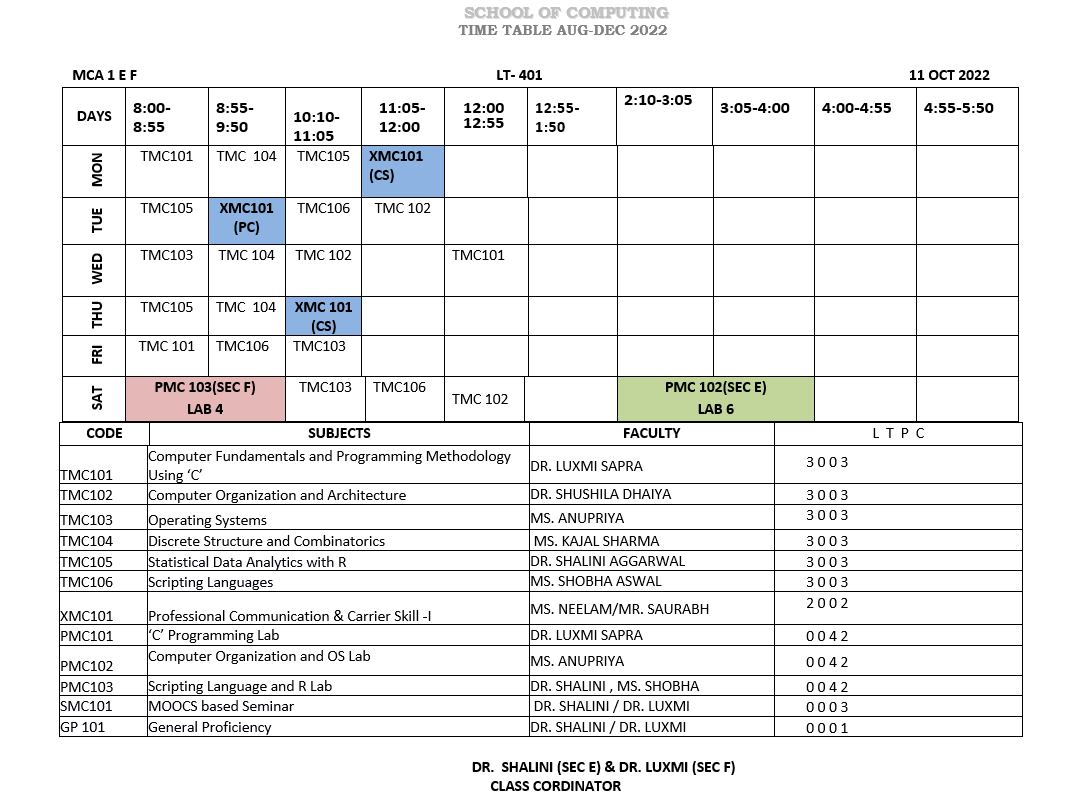 SCHOOL OF COMPUTING
TIME TABLE AUG-DEC 2022
MCA 1 E F LT- 401 11 OCT 2022
DAYS 8:00-8:55 8:55-9:50 10:10-11:05 11:05-12:00 12:00 12:55 12:55-1:50 2:10-3:05 3:05-4:00 4:00-4:55 4:55-5:50
MON TMC101 TMC 104 TMC105 XMC101 (CS)
TUE TMC105 XMC101 (PC) TMC106 TMC 102
WED TMC103 TMC 104 TMC 102 TMC101
THU TMC105 TMC 104 XMC 101 (CS)
FRI TMC 101 TMC106 TMC103
SAT PMC 103(SEC F) LAB 4 TMC103 TMC106 TMC 102 PMC 102(SEC E) LAB 6
CODE SUBJECTS FACULTY L T P C
TMC101 Computer Fundamentals and Programming Methodology Using ‘C’ DR. LUXMI SAPRA 3 0 0 3
TMC102 Computer Organization and Architecture DR. SHUSHILA DHAIYA 3 0 0 3
TMC103 Operating Systems MS. ANUPRIYA 3 0 0 3
TMC104 Discrete Structure and Combinatorics MS. KAJAL SHARMA 3 0 0 3
TMC105 Statistical Data Analytics with R DR. SHALINI AGGARWAL 3 0 0 3
TMC106 Scripting Languages MS. SHOBHA ASWAL 3 0 0 3
XMC101 Professional Communication & Carrier Skill -I MS. NEELAM/MR. SAURABH 2 0 0 2
PMC101 ‘C’ Programming Lab DR. LUXMI SAPRA 0 0 4 2
PMC102 Computer Organization and OS Lab MS. ANUPRIYA 0 0 4 2
PMC103 Scripting Language and R Lab DR. SHALINI , MS. SHOBHA 0 0 4 2
SMC101 MOOCS based Seminar DR. SHALINI / DR. LUXMI 0 0 0 3
GP 101 General Proficiency DR. SHALINI / DR. LUXMI 0 0 0 1
DR. SHALINI (SEC E) & DR. LUXMI (SEC F)
CLASS CORDINATOR